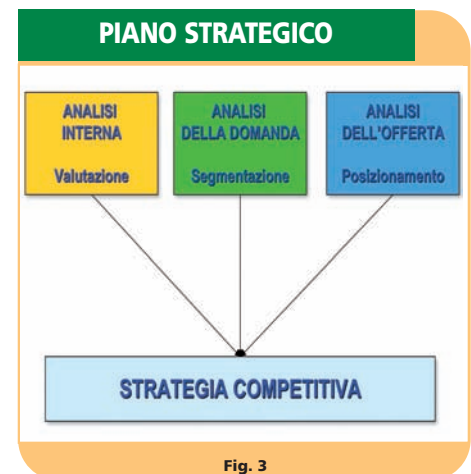 PIANO STRATEGICO
ANALISI
INTERNA
Valutazione
ANALISI
DELLA DOMANDA
Segmentazione
ANALISI
DELL'OFFERTA
Posizionamento
STRATEGIA COMPETITIVA
Fig. 3